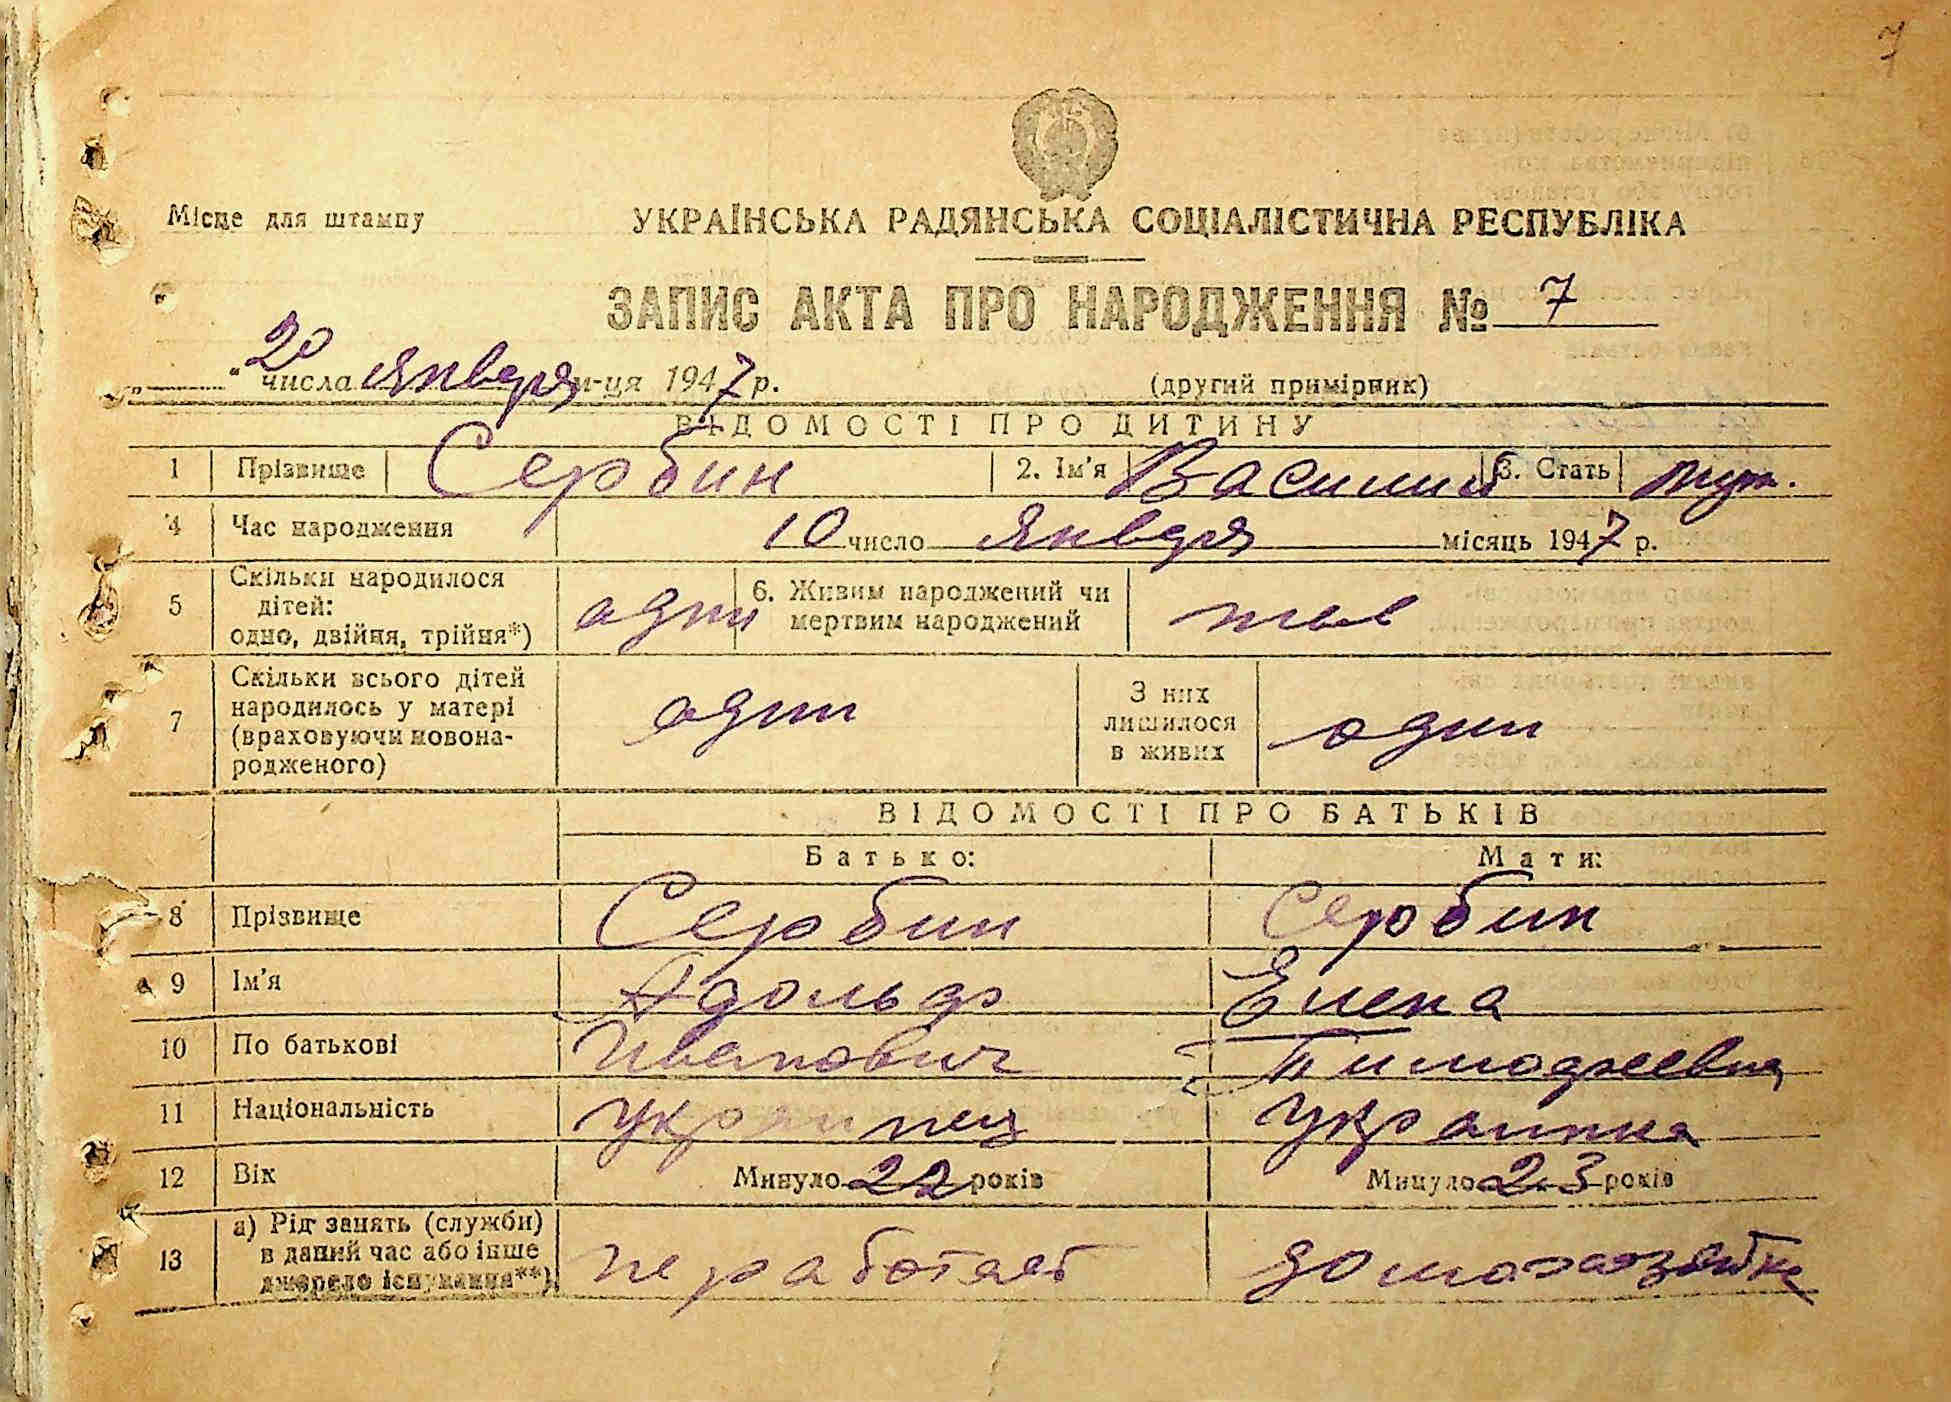 7
Місце для штампу
УКРАЇНСЬКА РАДЯНСЬКА СОЦІАЛІСТИЧНА РЕСПУБЛІКА
ЗАПИС АКТА ПРО НАРОДЖЕННЯ № 7
„ “ 20 числа января м-ця 1947 р. (другий примірник)
ВІДОМОСТІ ПРО ДИТИНУ
1 Прізвище Сербин 2. Ім'я Василий 3. Стать муж.
4 Час народження 10 число января місяць 1947 р.
5 Скільки народилося дітей: одно, двійня, трійня*) один 6. Живим народжений чи мертвим народжений жив
7 Скільки всього дітей народилось у матері (враховуючи новонародженого) один З них лишилося в живих один
ВІДОМОСТІ ПРО БАТЬКІВ
Батько: Мати:
8 Прізвище Сербин Сербин
9 Ім'я Адольф Елена
10 По батькові Иванович Тимофеевна
11 Національність украинец украинка
12 Вік Минуло 22 років Минуло 23 років
13 а) Рід занять (служби) в даний час або інше джерело існування**) не работает домохозяйка